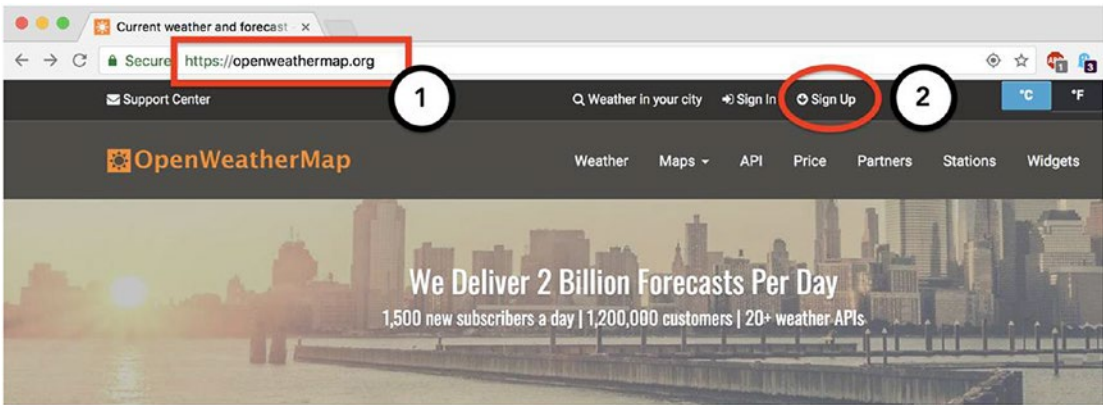 Current weather and forecast -
Secure https://openweathermap.org
1
1
3
Support Center
Weather in your city Sign In Sign Up
2
°C °F
OpenWeatherMap
Weather Maps API Price Partners Stations Widgets
We Deliver 2 Billion Forecasts Per Day
1,500 new subscribers a day | 1,200,000 customers | 20+ weather APIs